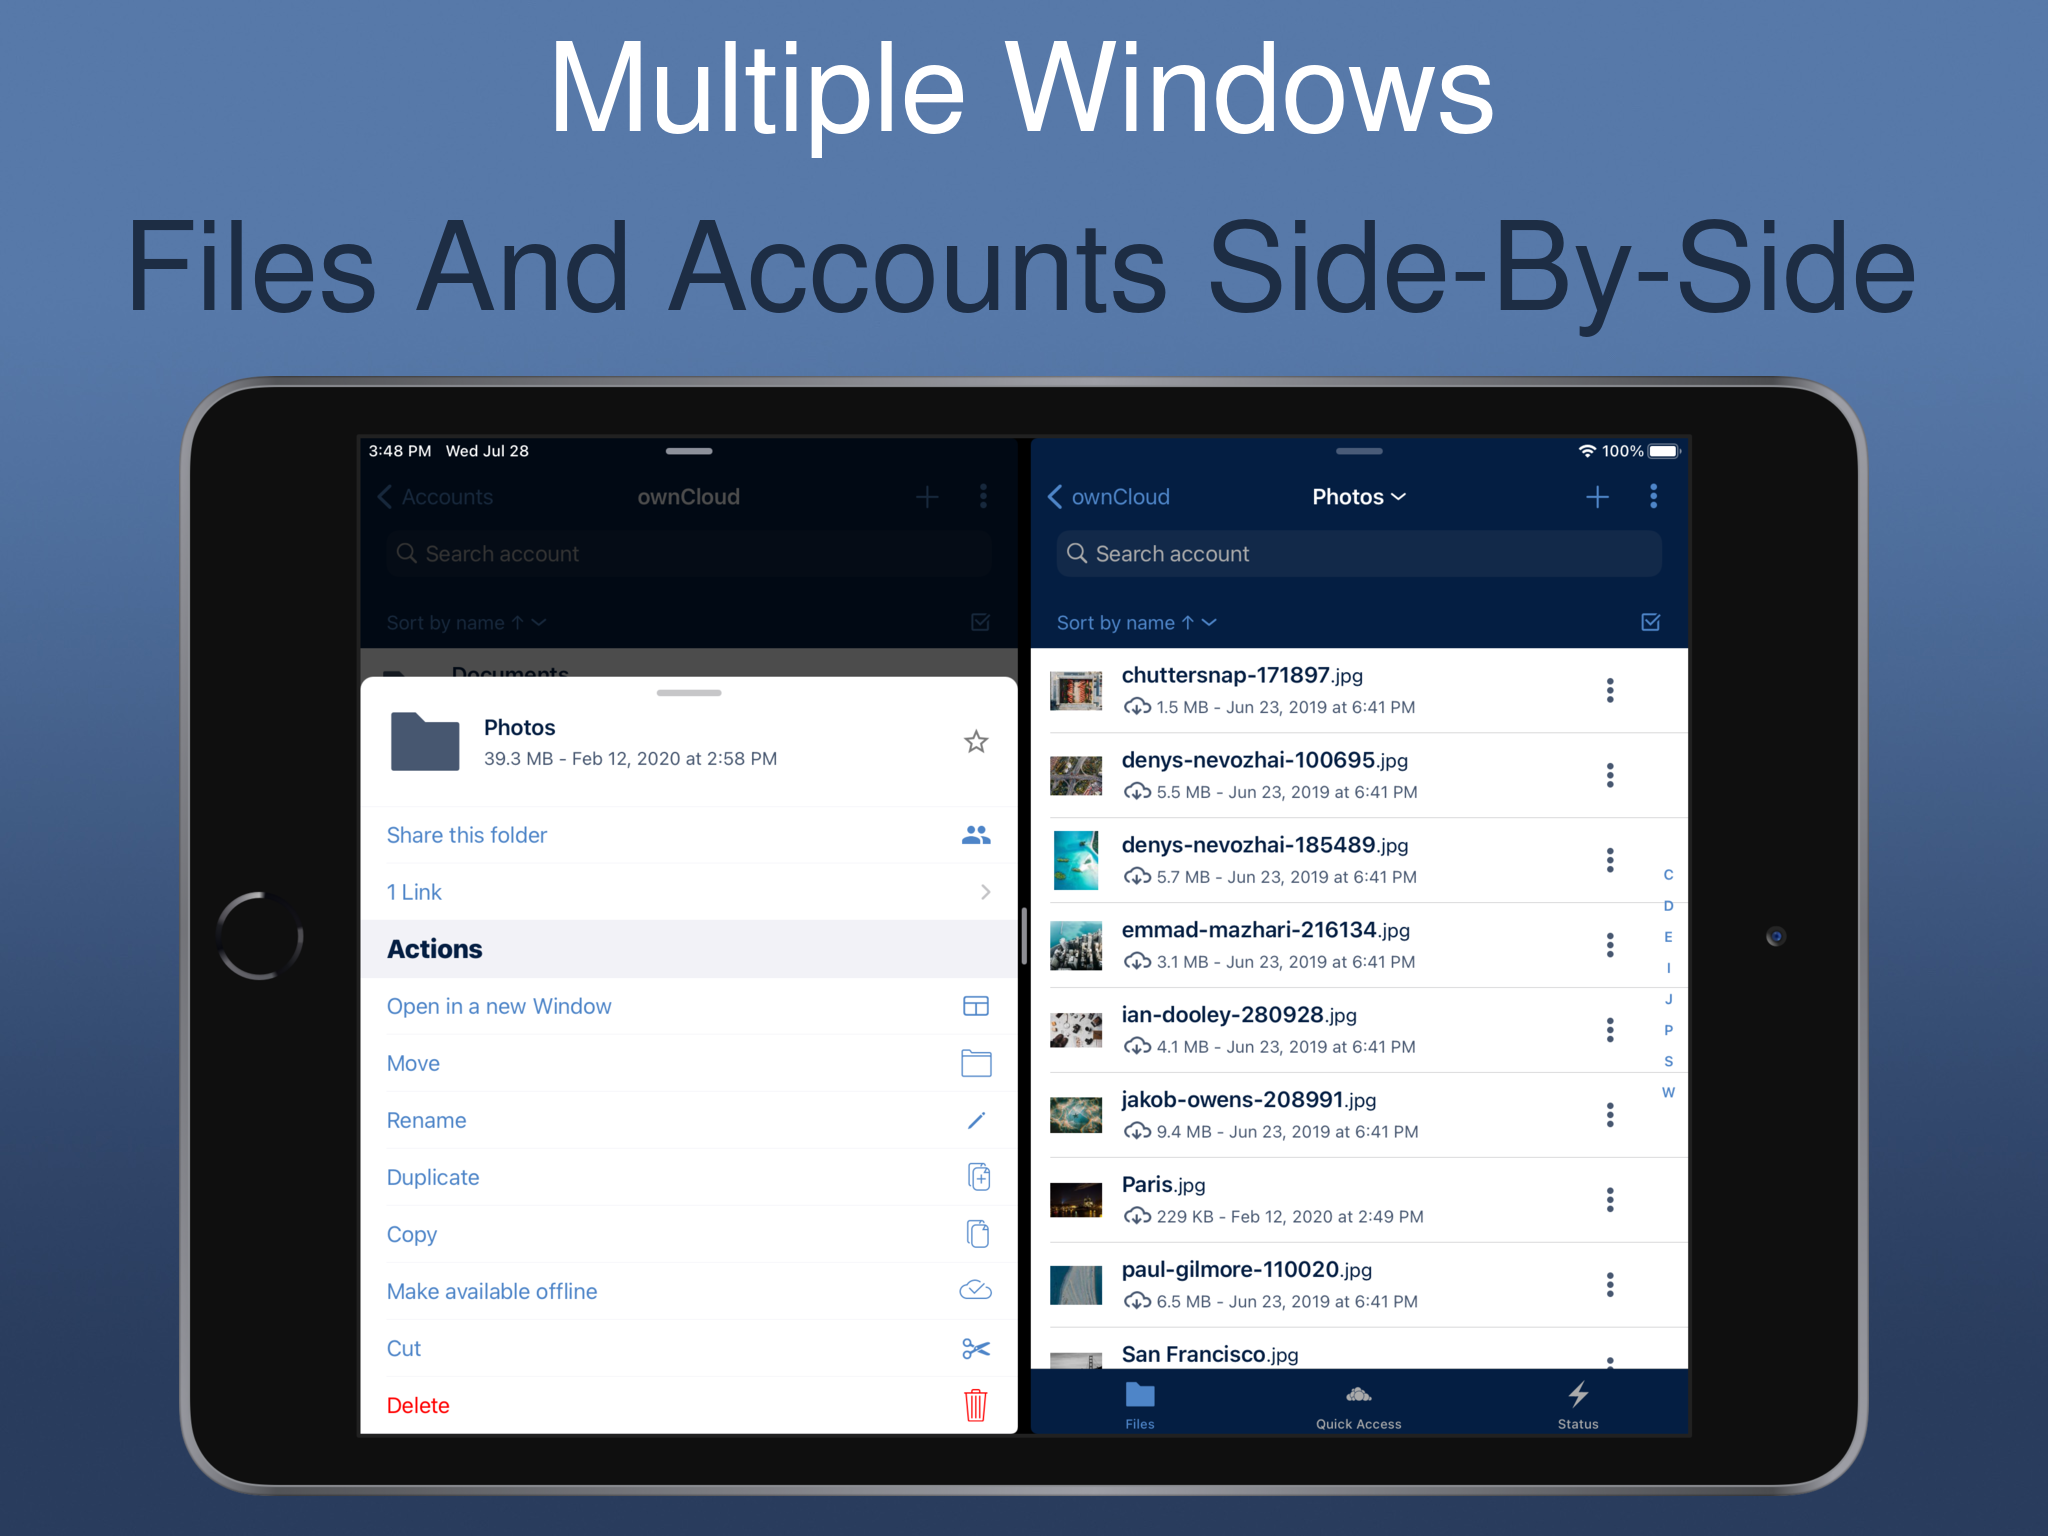 Multiple Windows
Files And Accounts Side-By-Side
3:48 PM Wed Jul 28
Accounts
ownCloud
Search account
Sort by name ↑
Documents
Photos
39.3 MB - Feb 12, 2020 at 2:58 PM
Share this folder
1 Link
Actions
Open in a new Window
Move
Rename
Duplicate
Copy
Make available offline
Cut
Delete
100%
ownCloud
Photos
Search account
Sort by name ↑
chuttersnap-171897.jpg
1.5 MB - Jun 23, 2019 at 6:41 PM
denys-nevozhai-100695.jpg
5.5 MB - Jun 23, 2019 at 6:41 PM
denys-nevozhai-185489.jpg
5.7 MB - Jun 23, 2019 at 6:41 PM
emmad-mazhari-216134.jpg
3.1 MB - Jun 23, 2019 at 6:41 PM
ian-dooley-280928.jpg
4.1 MB - Jun 23, 2019 at 6:41 PM
jakob-owens-208991.jpg
9.4 MB - Jun 23, 2019 at 6:41 PM
Paris.jpg
229 KB - Feb 12, 2020 at 2:49 PM
paul-gilmore-110020.jpg
6.5 MB - Jun 23, 2019 at 6:41 PM
San Francisco.jpg
C
D
E
I
J
P
S
W
Files
Quick Access
Status